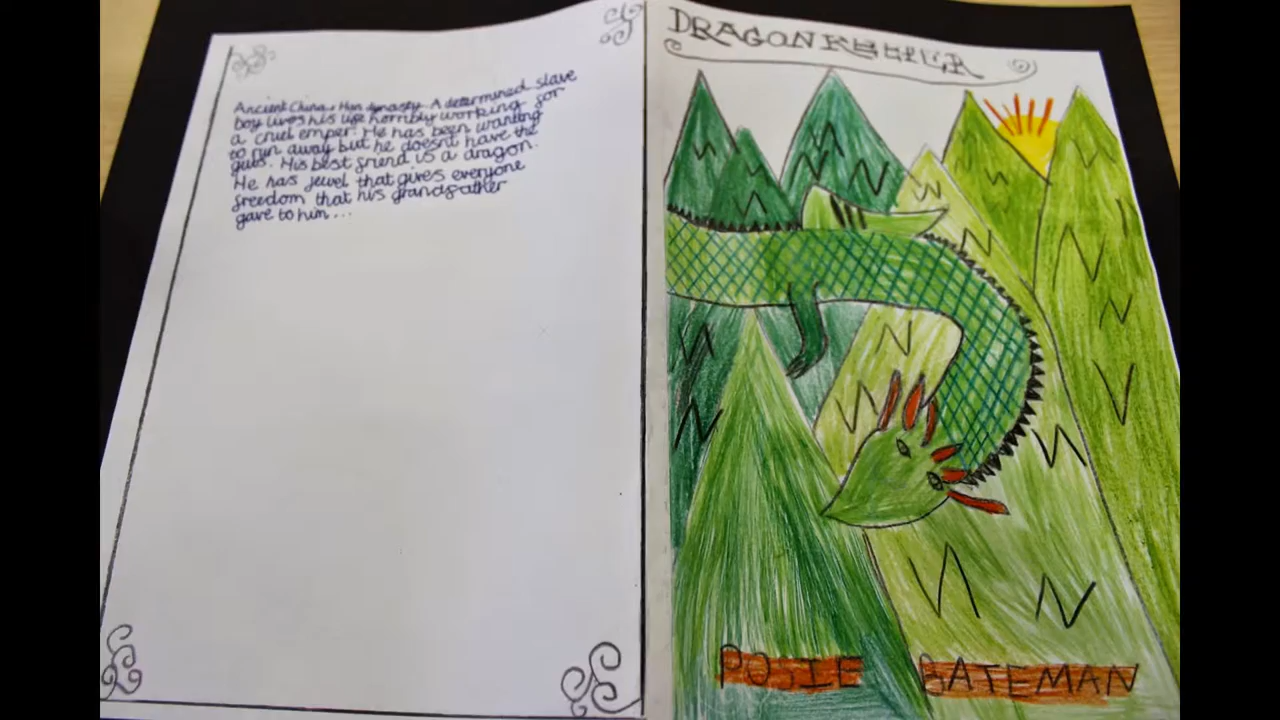 Ancient China, Han dynasty. A determined slave
boy lives his life horribly working for
a cruel emper. He has been wanting
to run away but he doesnt have the
guts. His best friend is a dragon.
He has jewel that gives everyone
freedom that his grandfather
gave to him...
DRAGON KEEPER
POSIE BATEMAN